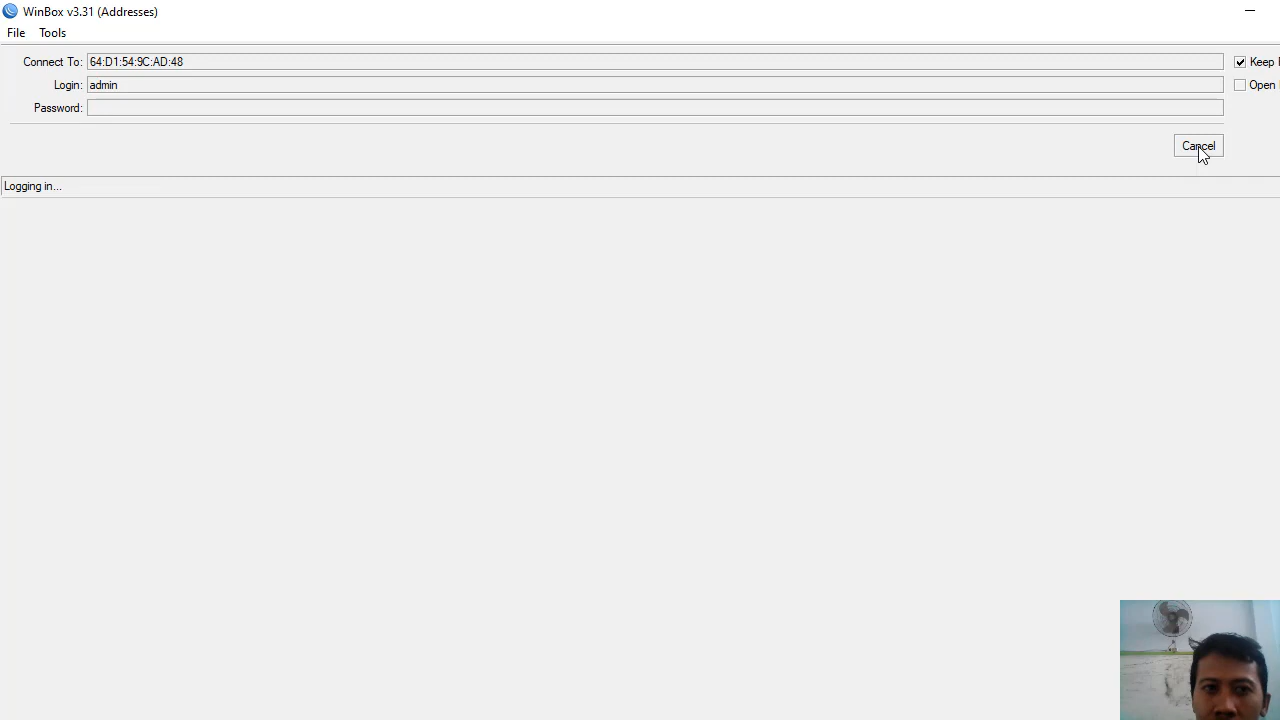 WinBox v3.31 (Addresses)
File Tools
Connect To: 64:D1:54:9C:AD:48
Keep
Login: admin
Open
Password:
Cancel
Logging in...